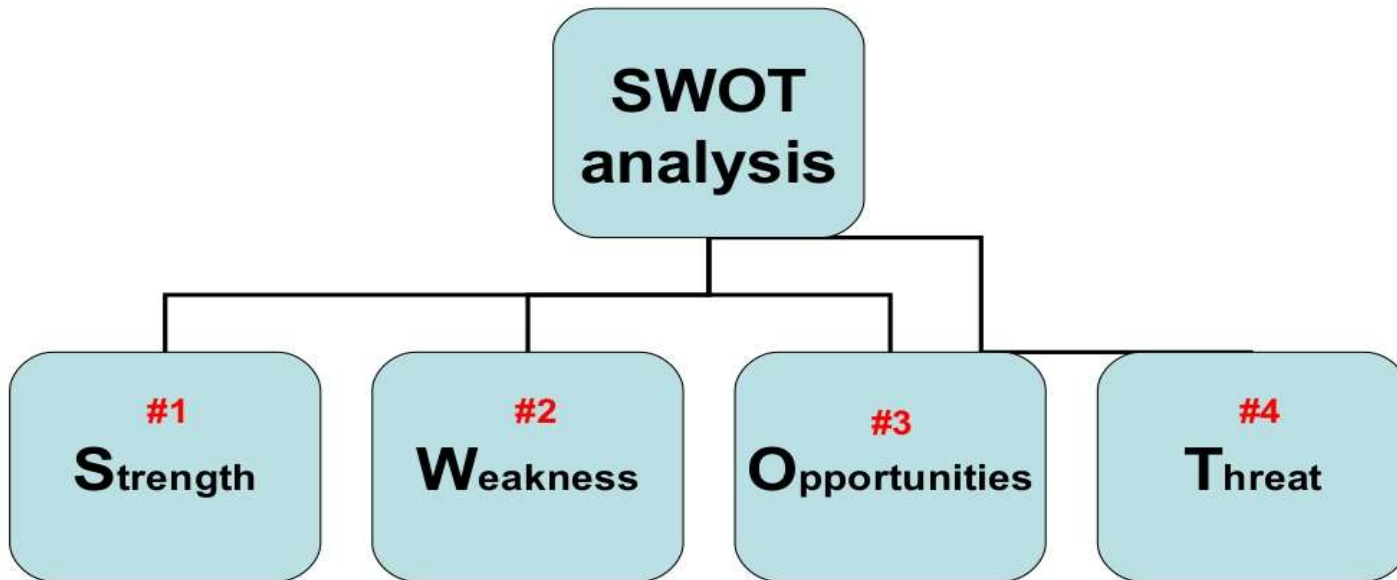 SWOT
analysis
#1
Strength
#2
Weakness
#3
Opportunities
#4
Threat